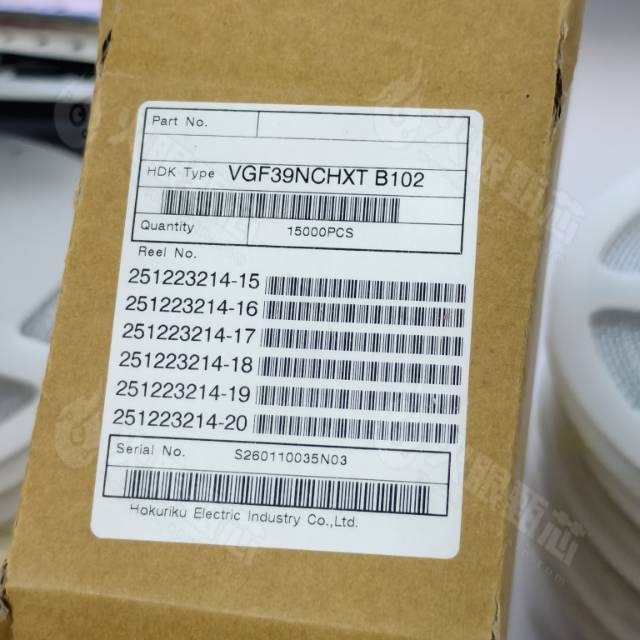 Part No.
HDK Type VGF39NCHXT B102
Quantity 15000PCS
Reel No.
251223214-15
251223214-16
251223214-17
251223214-18
251223214-19
251223214-20
Serial No. S260110035N03
Hokuriku Electric Industry Co.,Ltd.